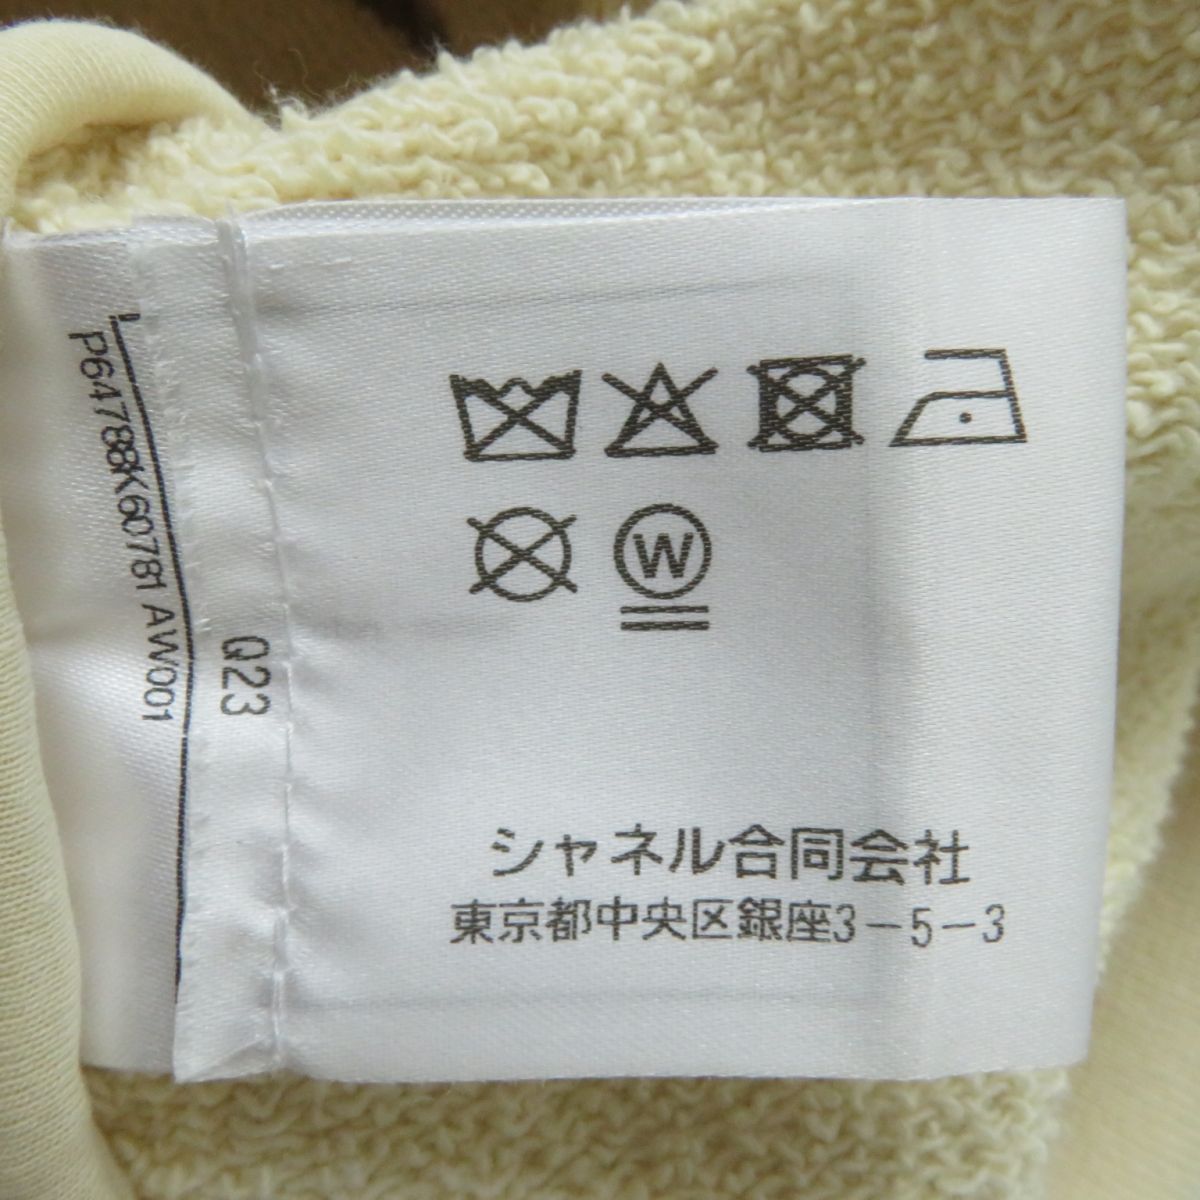 P64788K60781 AW001
Q23
W
シャネル合同会社
東京都中央区銀座3-5-3